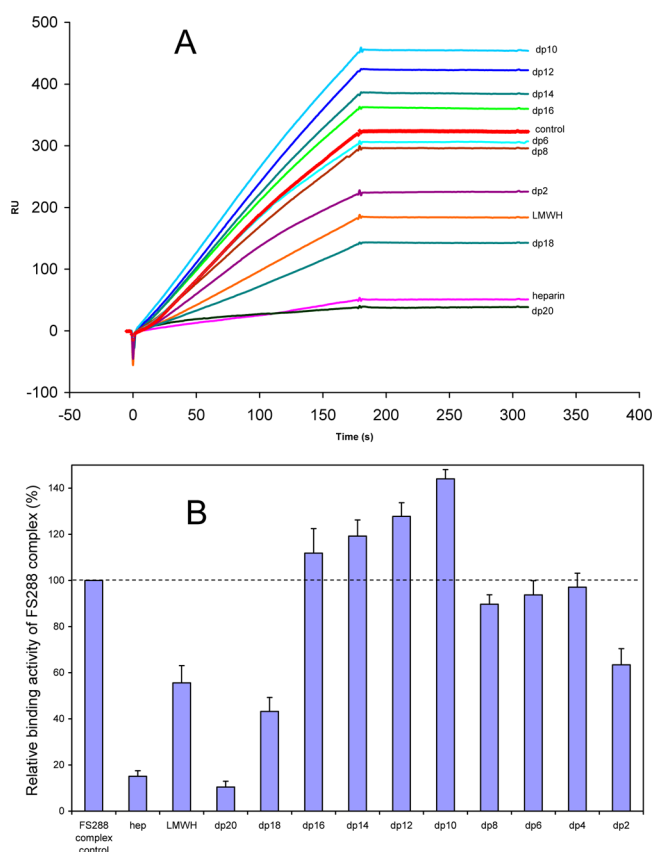 A
500
400
300
200
100
0
-100
RU
-50 0 50 100 150 200 250 300 350 400
Time (s)
dp10
dp12
dp14
dp16
control
dp6
dp8
dp2
LMWH
dp18
heparin
dp20
B
Relative binding activity of FS288 complex (%)
140
120
100
80
60
40
20
0
FS288 hep LMWH dp20 dp18 dp16 dp14 dp12 dp10 dp8 dp6 dp4 dp2
complex
control